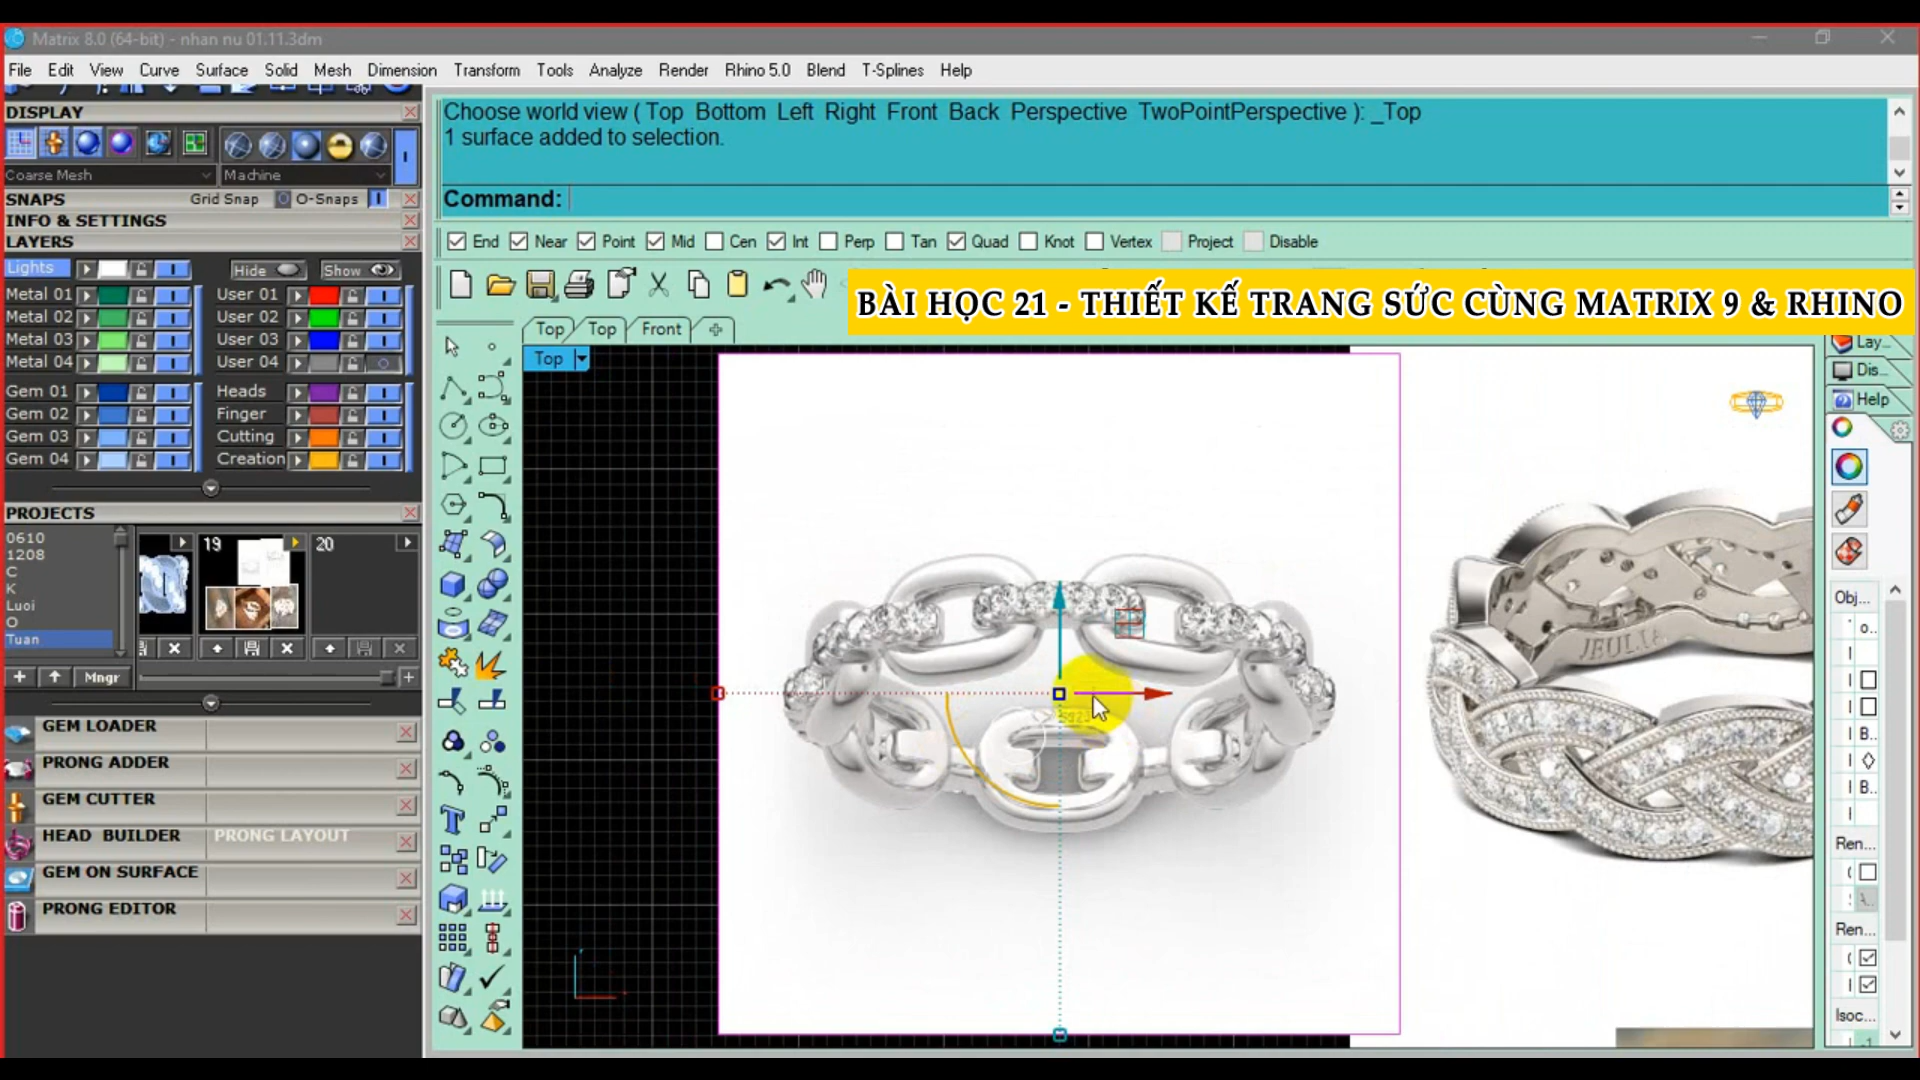 Matrix 8.0 (64-bit) - nhan nu 01.11.3dm
File Edit View Curve Surface Solid Mesh Dimension Transform Tools Analyze Render Rhino 5.0 Blend T-Splines Help
DISPLAY
Coarse Mesh Machine
SNAPS Grid Snap O-Snaps
INFO & SETTINGS
LAYERS
Lights Hide Show
Metal 01 User 01
Metal 02 User 02
Metal 03 User 03
Metal 04 User 04
Gem 01 Heads
Gem 02 Finger
Gem 03 Cutting
Gem 04 Creation
PROJECTS
0610
1208
C
K
Luoi
O
Tuan
19
20
Mngr
GEM LOADER
PRONG ADDER
GEM CUTTER
HEAD BUILDER PRONG LAYOUT
GEM ON SURFACE
PRONG EDITOR
Choose world view ( Top Bottom Left Right Front Back Perspective TwoPointPerspective ): _Top
1 surface added to selection.
Command:
End Near Point Mid Cen Int Perp Tan Quad Knot Vertex Project Disable
BÀI HỌC 21 - THIẾT KẾ TRANG SỨC CÙNG MATRIX 9 & RHINO
Top Top Front
Top
JEULIA
Lay...
Dis...
Help
Obj...
o..
B..
B..
Ren...
Ren...
Isoc...